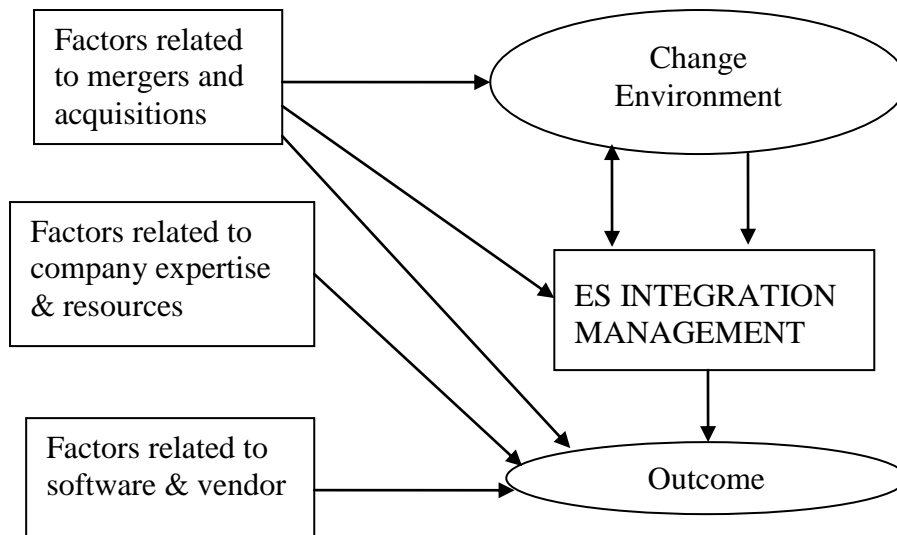 Factors related
to mergers and
acquisitions
Change
Environment
Factors related to
company expertise
& resources
ES INTEGRATION
MANAGEMENT
Factors related to
software & vendor
Outcome